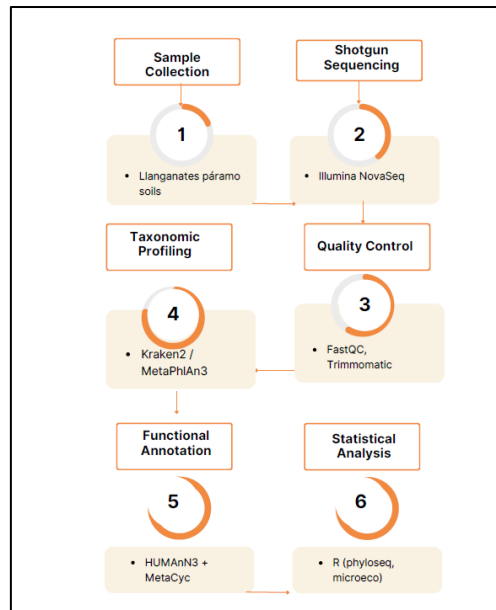 Sample
Collection
Shotgun
Sequencing
1
2
• Llanganates páramo
soils
• Illumina NovaSeq
Taxonomic
Profiling
Quality Control
4
3
• Kraken2 /
MetaPhlAn3
• FastQC,
Trimmomatic
Functional
Annotation
Statistical
Analysis
5
6
• HUMAnN3 +
MetaCyc
• R (phyloseq,
microeco)